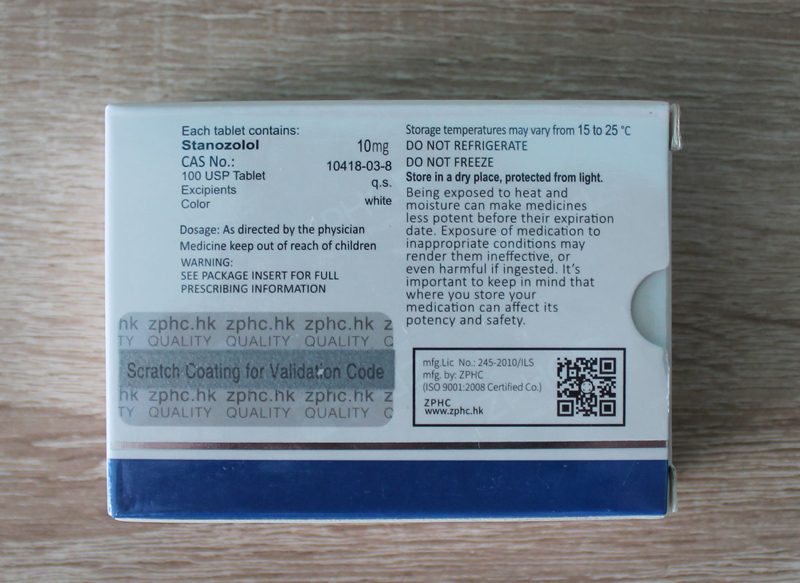 Each tablet contains:
Stanozolol 10mg
CAS No.: 10418-03-8
100 USP Tablet
Excipients q.s.
Color white
Dosage: As directed by the physician
Medicine keep out of reach of children
WARNING:
SEE PACKAGE INSERT FOR FULL
PRESCRIBING INFORMATION
nk zphc.hk zphc.hk zphc.hk z
TY QUALITY QUALITY QUALITY Q
Scratch Coating for Validation Code
hk zphc.hk zphc.hk zphc.hk z
TY QUALITY QUALITY QUALITY Q
Storage temperatures may vary from 15 to 25 °C
DO NOT REFRIGERATE
DO NOT FREEZE
Store in a dry place, protected from light.
Being exposed to heat and
moisture can make medicines
less potent before their expiration
date. Exposure of medication to
inappropriate conditions may
render them ineffective, or
even harmful if ingested. It's
important to keep in mind that
where you store your
medication can affect its
potency and safety.
mfg.Lic No.: 245-2010/ILS
mfg. by: ZPHC
(ISO 9001:2008 Certified Co.)
ZPHC
www.zphc.hk